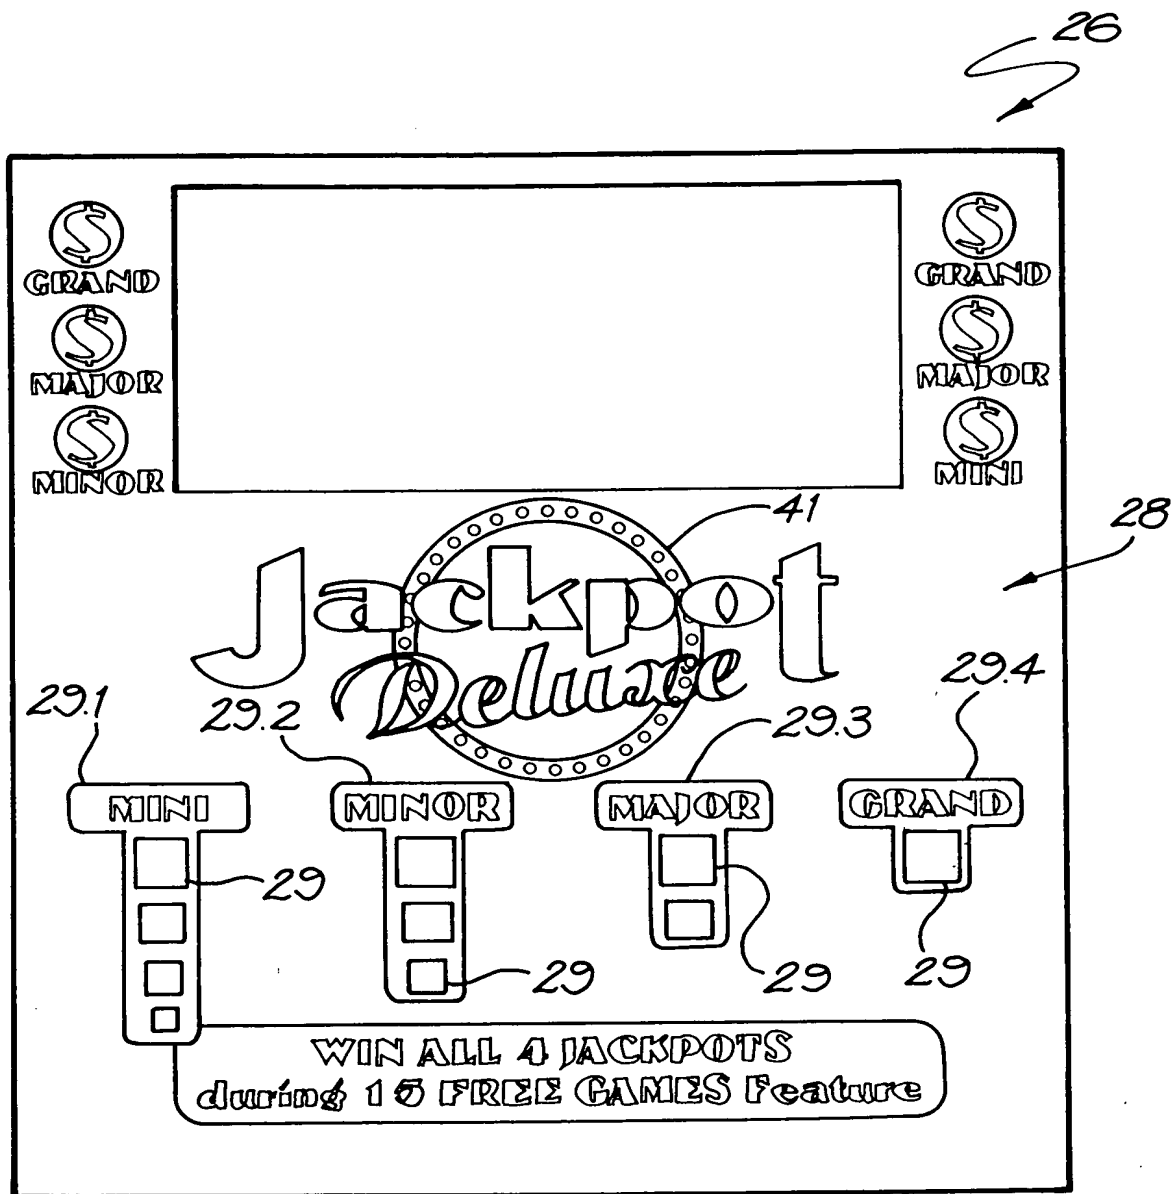 26
$ $
GRAND GRAND
$ $
MAJOR MAJOR
$ $
MINOR MINI
41
28
Jackpot
Deluxe
29.1 29.2 29.3 29.4
MINI MINOR MAJOR GRAND
29
29 29 29
WIN ALL 4 JACKPOTS
during 15 FREE GAMES Feature